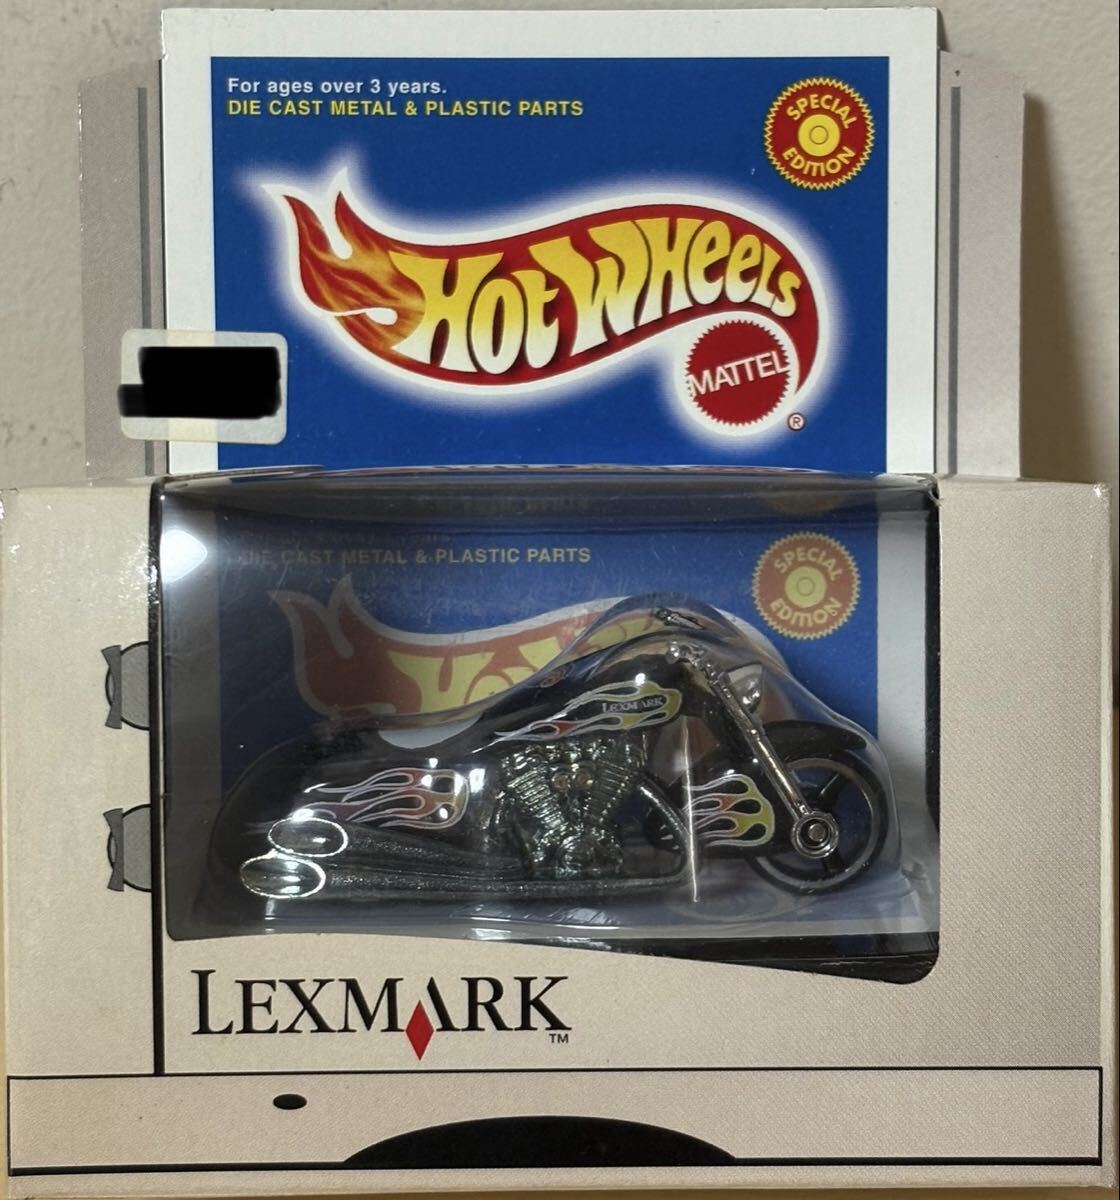 For ages over 3 years.
DIE CAST METAL & PLASTIC PARTS
SPECIAL
EDITION
HOT WHEELS
MATTEL
®
DIE CAST METAL & PLASTIC PARTS
SPECIAL
EDITION
LEXMARK
LEXMARK
TM